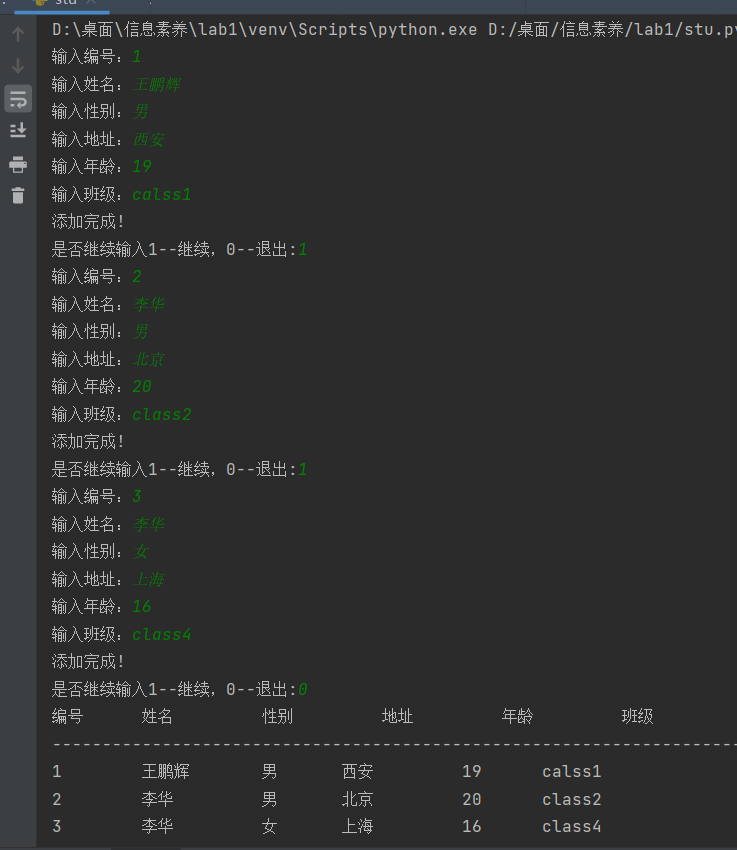 D:\桌面\信息素养\lab1\venv\Scripts\python.exe D:/桌面/信息素养/lab1/stu.py
输入编号：1
输入姓名：王鹏辉
输入性别：男
输入地址：西安
输入年龄：19
输入班级：calss1
添加完成！
是否继续输入1--继续，0--退出:1
输入编号：2
输入姓名：李华
输入性别：男
输入地址：北京
输入年龄：20
输入班级：class2
添加完成！
是否继续输入1--继续，0--退出:1
输入编号：3
输入姓名：李华
输入性别：女
输入地址：上海
输入年龄：16
输入班级：class4
添加完成！
是否继续输入1--继续，0--退出:0
编号 姓名 性别 地址 年龄 班级
--------------------------------------------------------------------------------------
1 王鹏辉 男 西安 19 calss1
2 李华 男 北京 20 class2
3 李华 女 上海 16 class4